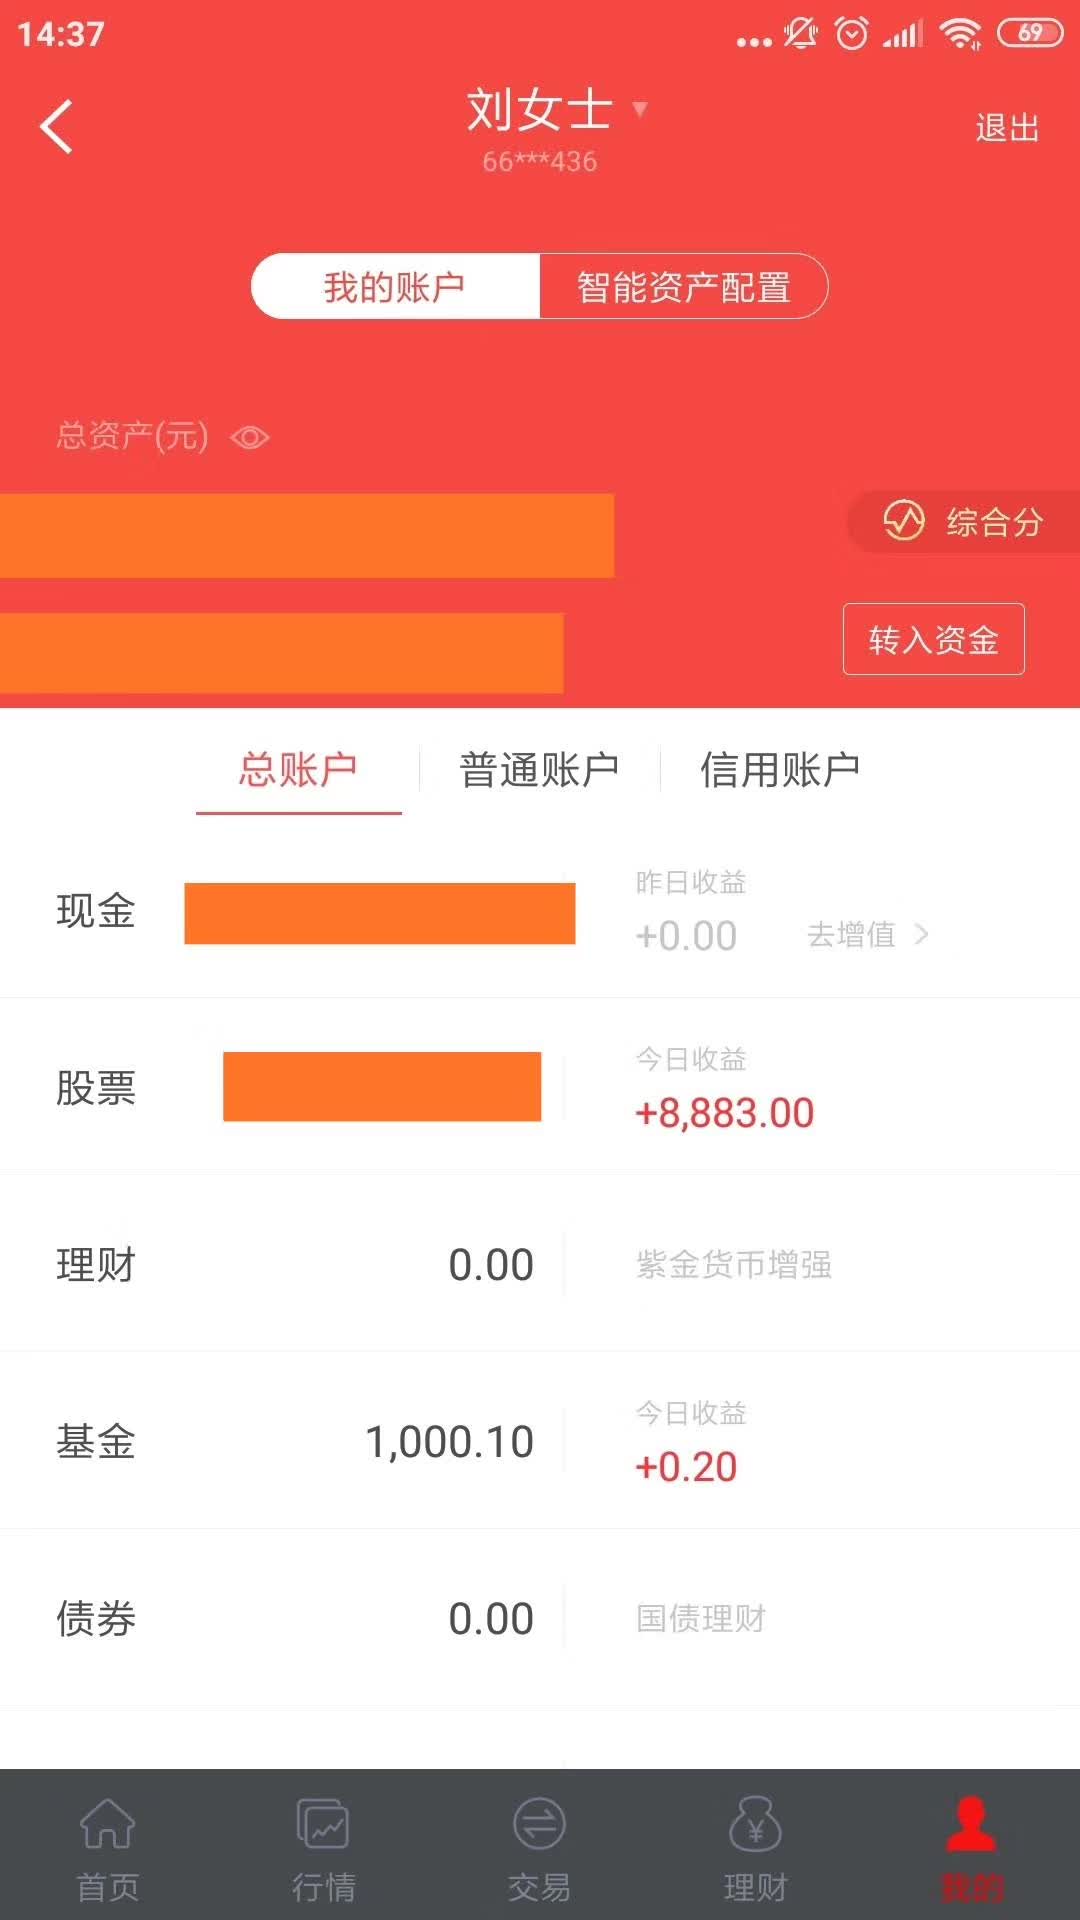 14:37
69
刘女士
66***436
退出
我的账户 智能资产配置
总资产(元)
综合分
转入资金
总账户 普通账户 信用账户
现金
昨日收益
+0.00 去增值
股票
今日收益
+8,883.00
理财 0.00 紫金货币增强
基金 1,000.10
今日收益
+0.20
债券 0.00 国债理财
首页 行情 交易 理财 我的